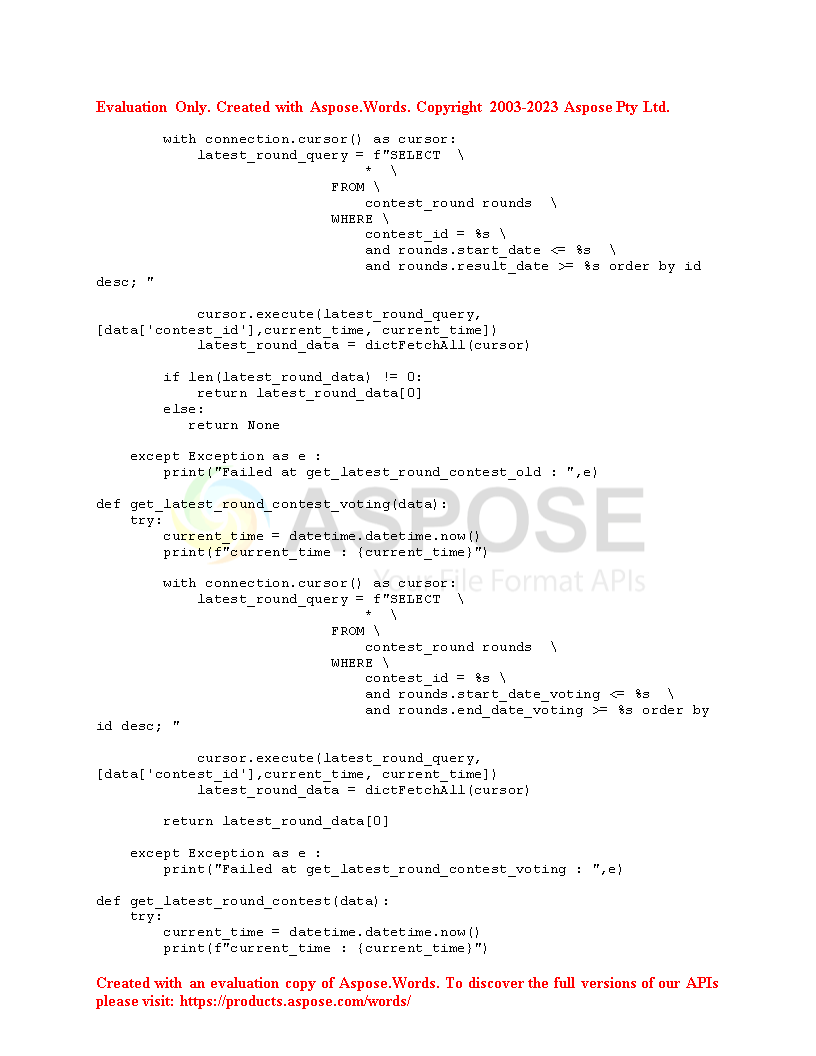 Evaluation Only. Created with Aspose.Words. Copyright 2003-2023 Aspose Pty Ltd.
        with connection.cursor() as cursor:
            latest_round_query = f"SELECT  \
                                *  \
                            FROM \
                                contest_round rounds  \
                            WHERE \
                                contest_id = %s \
                                and rounds.start_date <= %s  \
                                and rounds.result_date >= %s order by id
desc; "
            cursor.execute(latest_round_query,
[data['contest_id'],current_time, current_time])
            latest_round_data = dictFetchAll(cursor)
        if len(latest_round_data) != 0:
            return latest_round_data[0]
        else:
           return None
    except Exception as e :
        print("Failed at get_latest_round_contest_old : ",e)
def get_latest_round_contest_voting(data):
    try:
        current_time = datetime.datetime.now()
        print(f"current_time : {current_time}")
ASPOSE
Your File Format APIs
        with connection.cursor() as cursor:
            latest_round_query = f"SELECT  \
                                *  \
                            FROM \
                                contest_round rounds  \
                            WHERE \
                                contest_id = %s \
                                and rounds.start_date_voting <= %s  \
                                and rounds.end_date_voting >= %s order by
id desc; "
            cursor.execute(latest_round_query,
[data['contest_id'],current_time, current_time])
            latest_round_data = dictFetchAll(cursor)
        return latest_round_data[0]
    except Exception as e :
        print("Failed at get_latest_round_contest_voting : ",e)
def get_latest_round_contest(data):
    try:
        current_time = datetime.datetime.now()
        print(f"current_time : {current_time}")
Created with an evaluation copy of Aspose.Words. To discover the full versions of our APIs
please visit: https://products.aspose.com/words/